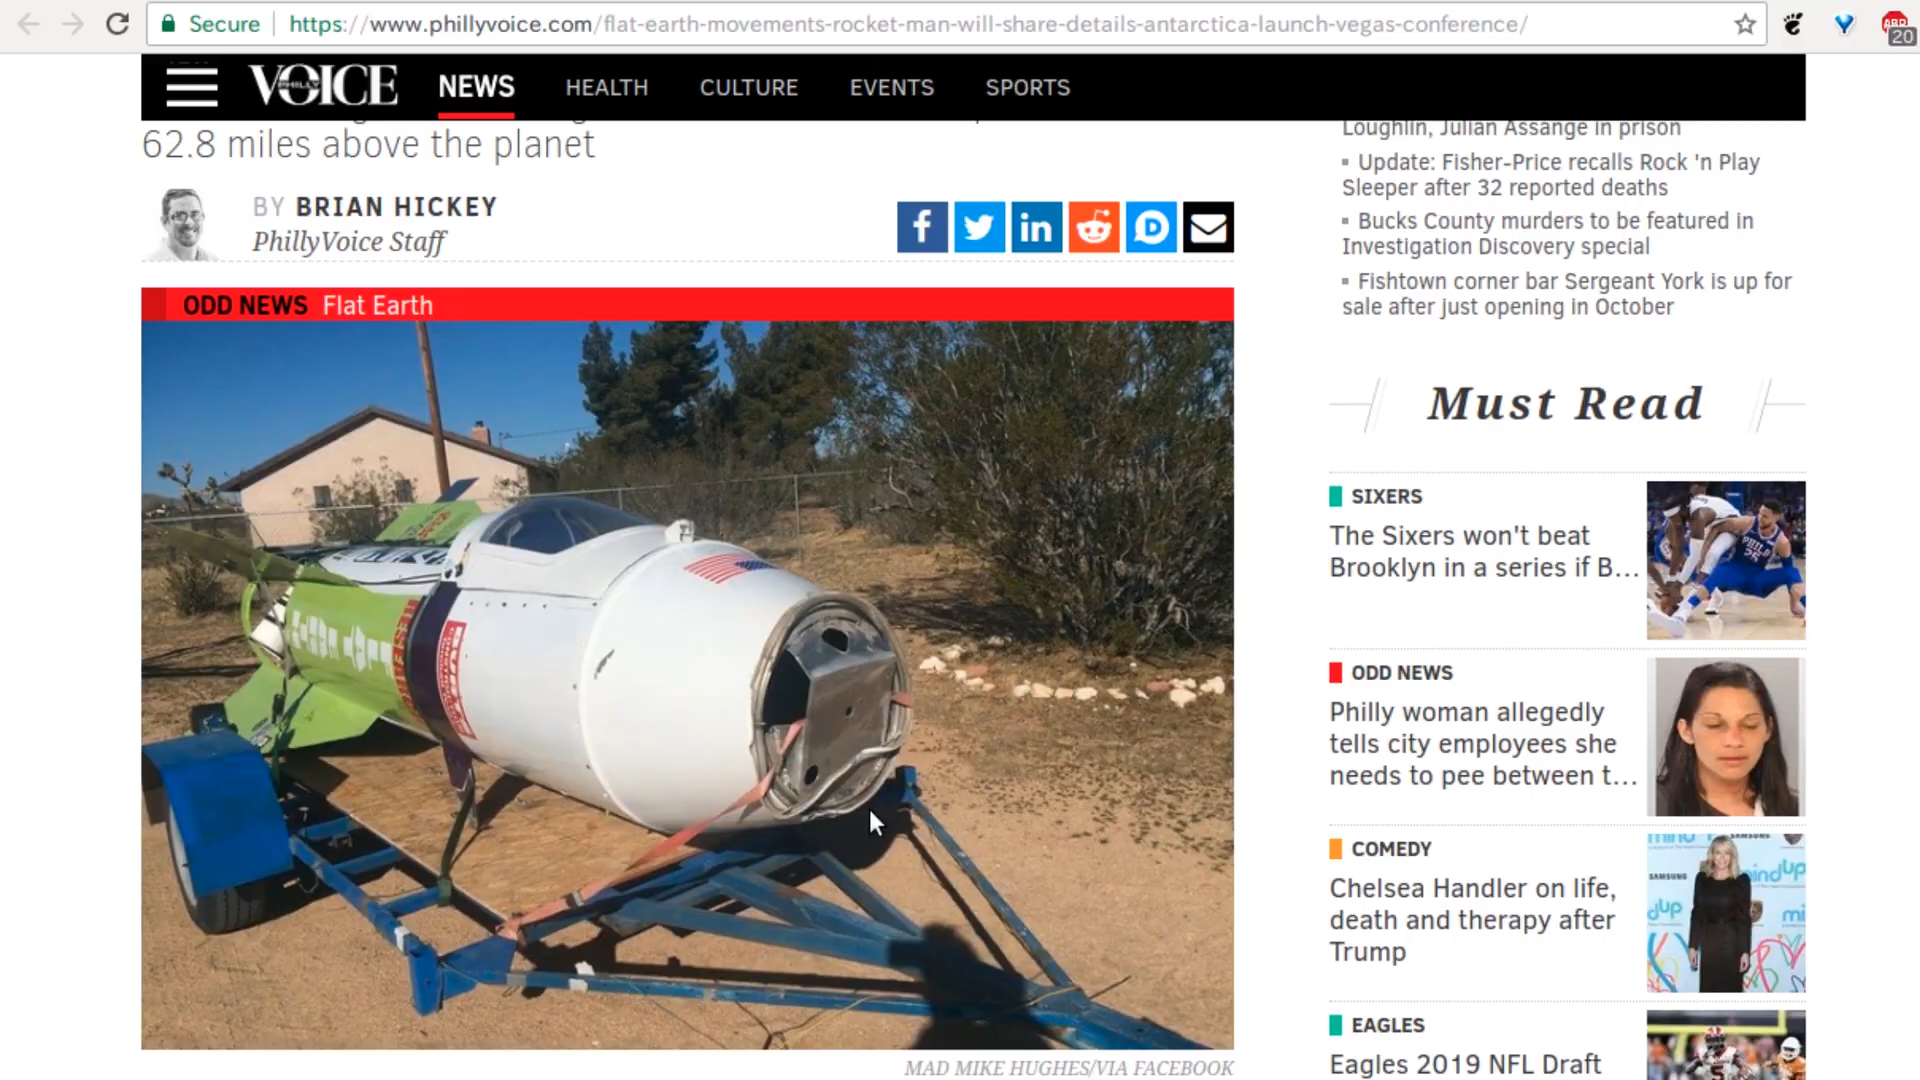 Secure https://www.phillyvoice.com/flat-earth-movements-rocket-man-will-share-details-antarctica-launch-vegas-conference/
20
PHILLY VOICE NEWS HEALTH CULTURE EVENTS SPORTS
62.8 miles above the planet
BY BRIAN HICKEY
PhillyVoice Staff
ODD NEWS Flat Earth
MAD MIKE HUGHES/VIA FACEBOOK
Loughlin, Julian Assange in prison
Update: Fisher-Price recalls Rock 'n Play
Sleeper after 32 reported deaths
Bucks County murders to be featured in
Investigation Discovery special
Fishtown corner bar Sergeant York is up for
sale after just opening in October
Must Read
SIXERS
The Sixers won't beat
Brooklyn in a series if B...
ODD NEWS
Philly woman allegedly
tells city employees she
needs to pee between t...
COMEDY
Chelsea Handler on life,
death and therapy after
Trump
SAMSUNG
SAMSUNG
mindUP
EAGLES
Eagles 2019 NFL Draft